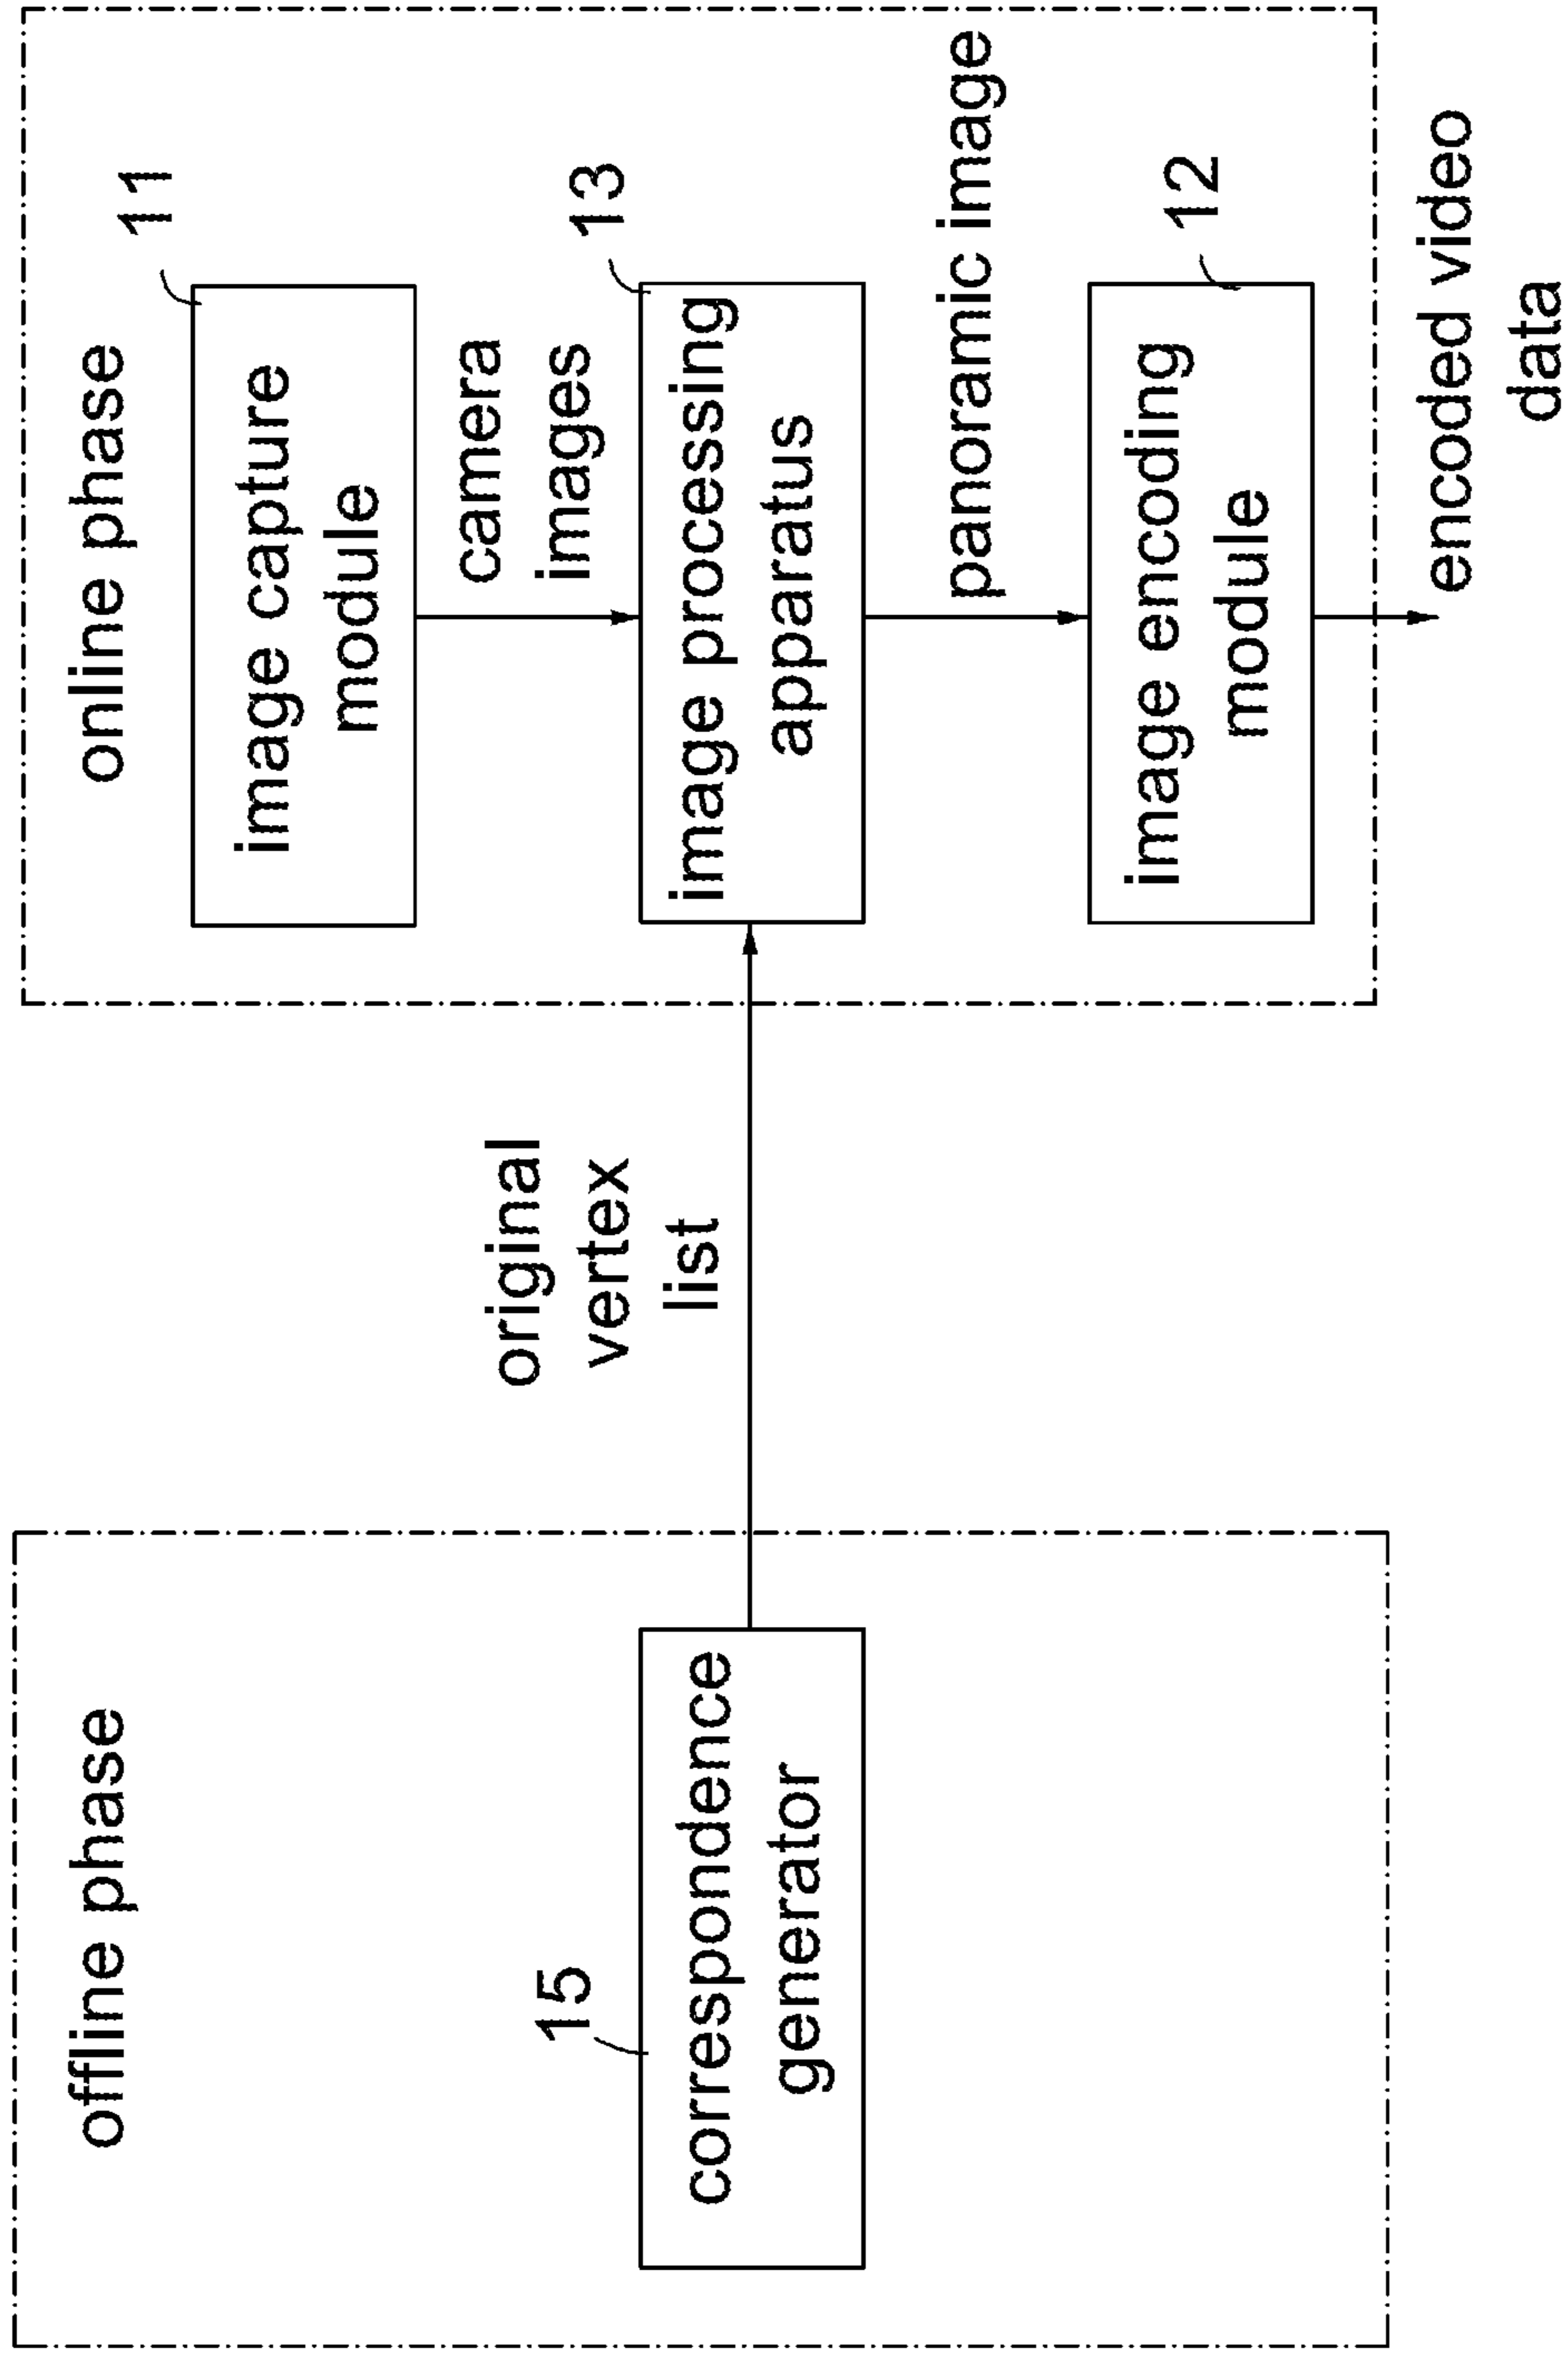 offline phase
15
correspondence
generator
original
vertex
list
online phase
11
image capture
module
camera
images
13
image processing
apparatus
panoramic image
12
image encoding
module
encoded video
data